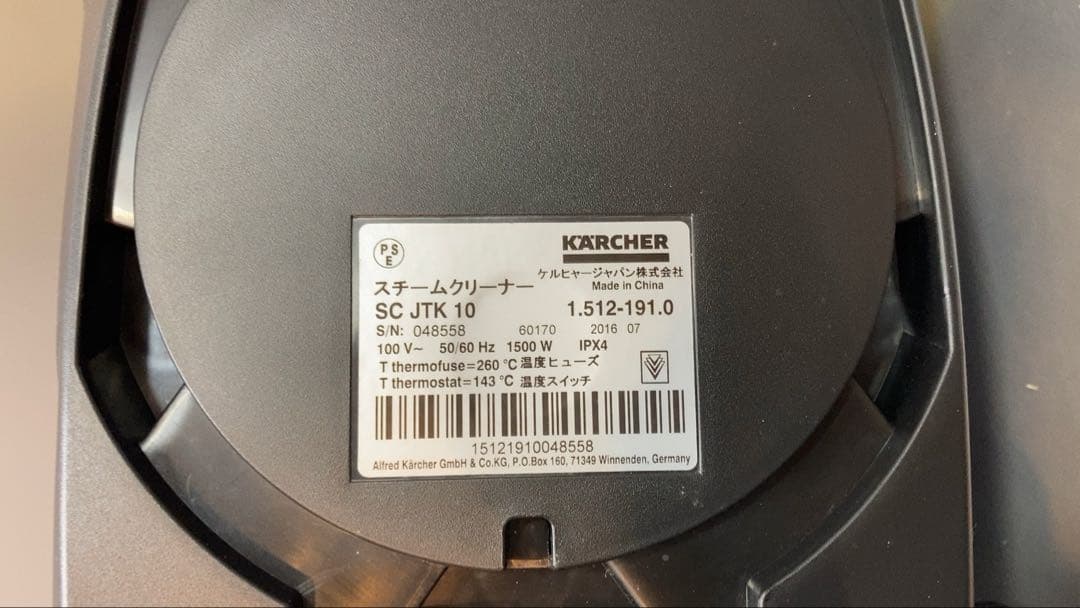 PSE
KÄRCHER
ケルヒャージャパン株式会社
スチームクリーナー
Made in China
SC JTK 10 1.512-191.0
S/N: 048558 60170 2016 07
100 V~ 50/60 Hz 1500 W IPX4
T thermofuse=260 °C 温度ヒューズ
T thermostat=143 °C 温度スイッチ
15121910048558
Alfred Kärcher GmbH & Co.KG, P.O.Box 160, 71349 Winnenden, Germany